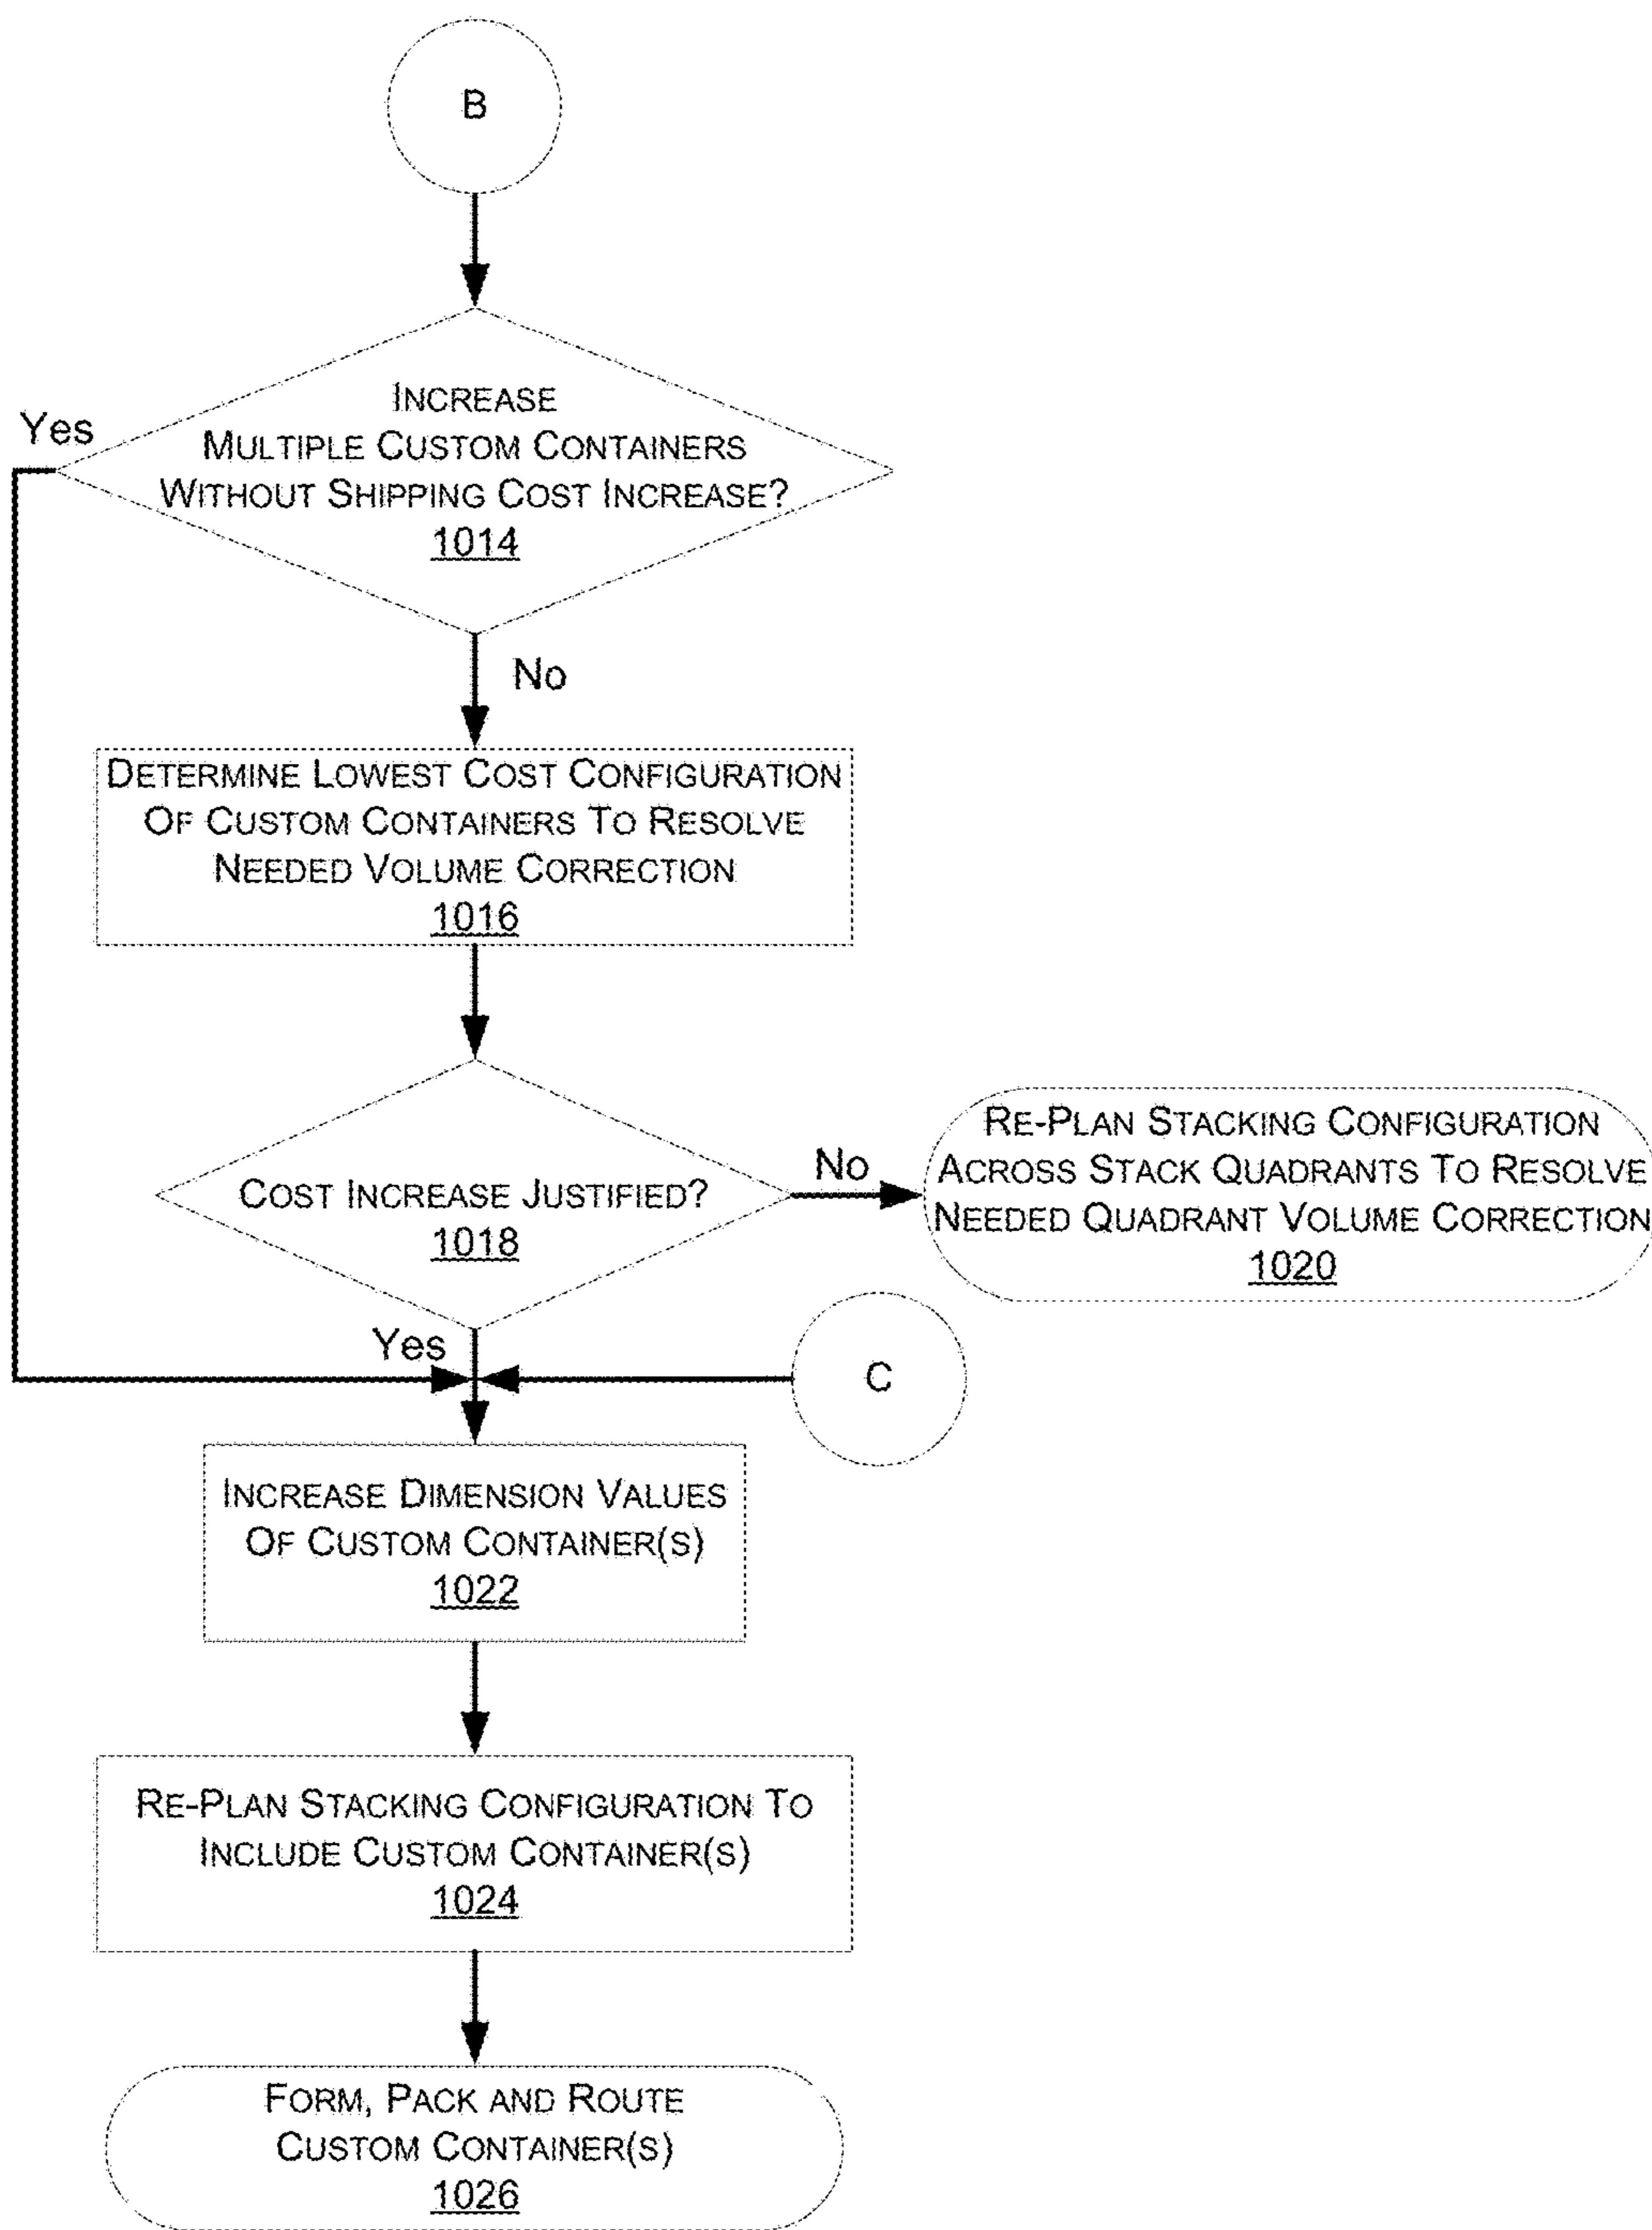 B
INCREASE
MULTIPLE CUSTOM CONTAINERS
WITHOUT SHIPPING COST INCREASE?
1014
Yes
No
DETERMINE LOWEST COST CONFIGURATION
OF CUSTOM CONTAINERS TO RESOLVE
NEEDED VOLUME CORRECTION
1016
COST INCREASE JUSTIFIED?
1018
No
RE-PLAN STACKING CONFIGURATION
ACROSS STACK QUADRANTS TO RESOLVE
NEEDED QUADRANT VOLUME CORRECTION
1020
Yes
C
INCREASE DIMENSION VALUES
OF CUSTOM CONTAINER(S)
1022
RE-PLAN STACKING CONFIGURATION TO
INCLUDE CUSTOM CONTAINER(S)
1024
FORM, PACK AND ROUTE
CUSTOM CONTAINER(S)
1026